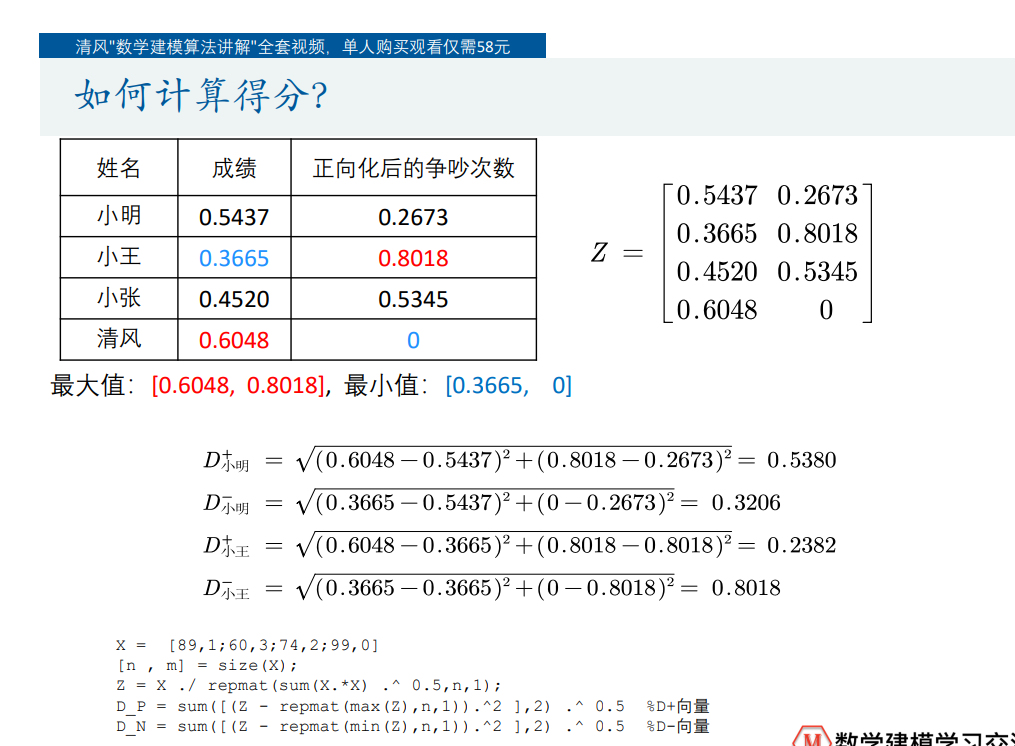 清风"数学建模算法讲解"全套视频，单人购买观看仅需58元
如何计算得分?
姓名 成绩 正向化后的争吵次数
小明 0.5437 0.2673
小王 0.3665 0.8018
小张 0.4520 0.5345
清风 0.6048 0
Z = [0.5437 0.2673
0.3665 0.8018
0.4520 0.5345
0.6048 0]
最大值：[0.6048, 0.8018]，最小值：[0.3665, 0]
D⁺小明 = √(0.6048−0.5437)²+(0.8018−0.2673)² = 0.5380
D⁻小明 = √(0.3665−0.5437)²+(0−0.2673)² = 0.3206
D⁺小王 = √(0.6048−0.3665)²+(0.8018−0.8018)² = 0.2382
D⁻小王 = √(0.3665−0.3665)²+(0−0.8018)² = 0.8018
X = [89,1;60,3;74,2;99,0]
[n , m] = size(X);
Z = X ./ repmat(sum(X.*X) .^ 0.5,n,1);
D_P = sum([(Z - repmat(max(Z),n,1)).^2 ],2) .^ 0.5 %D+向量
D_N = sum([(Z - repmat(min(Z),n,1)).^2 ],2) .^ 0.5 %D-向量
M 数学建模学习交